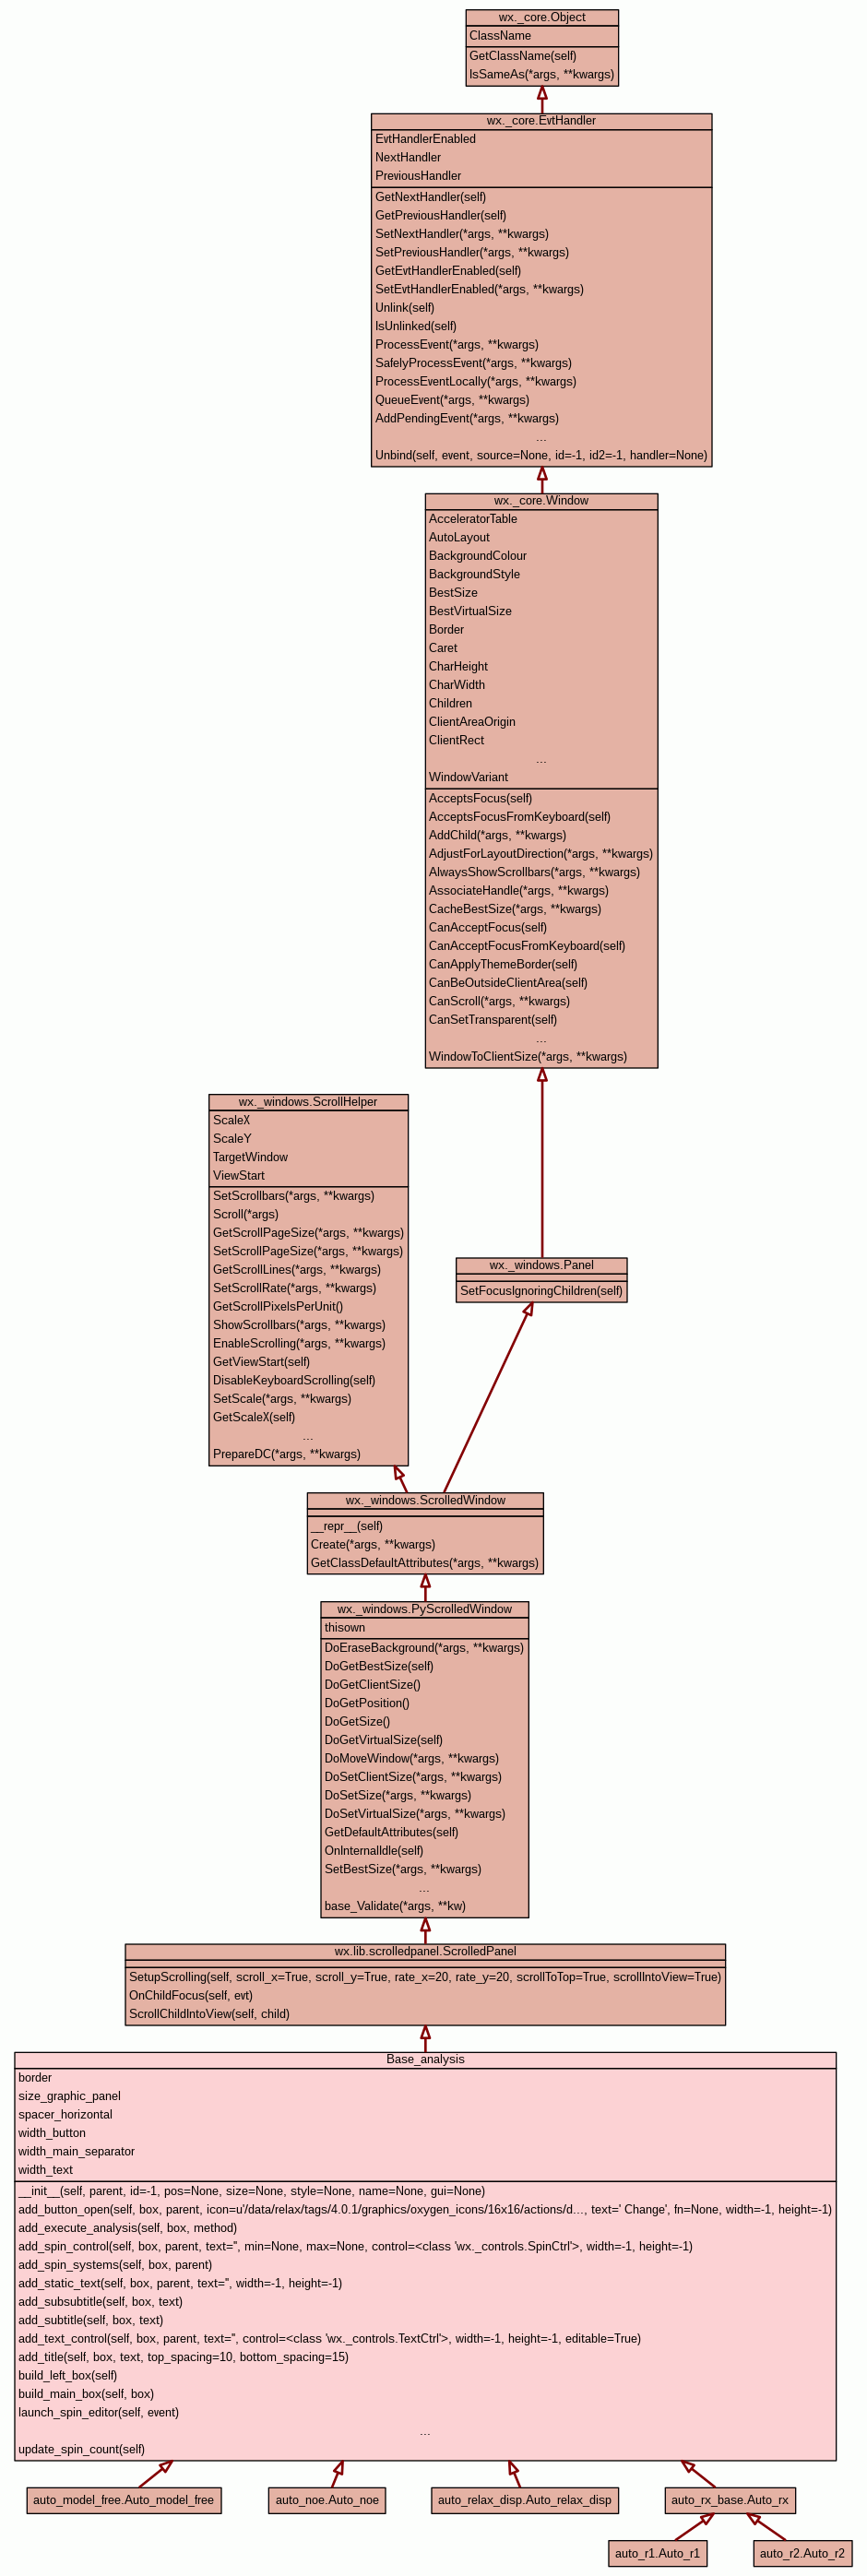 wx._core.Object
ClassName
GetClassName(self)
IsSameAs(*args, **kwargs)
wx._core.EvtHandler
EvtHandlerEnabled
NextHandler
PreviousHandler
GetNextHandler(self)
GetPreviousHandler(self)
SetNextHandler(*args, **kwargs)
SetPreviousHandler(*args, **kwargs)
GetEvtHandlerEnabled(self)
SetEvtHandlerEnabled(*args, **kwargs)
Unlink(self)
IsUnlinked(self)
ProcessEvent(*args, **kwargs)
SafelyProcessEvent(*args, **kwargs)
ProcessEventLocally(*args, **kwargs)
QueueEvent(*args, **kwargs)
AddPendingEvent(*args, **kwargs)
...
Unbind(self, event, source=None, id=-1, id2=-1, handler=None)
wx._core.Window
AcceleratorTable
AutoLayout
BackgroundColour
BackgroundStyle
BestSize
BestVirtualSize
Border
Caret
CharHeight
CharWidth
Children
ClientAreaOrigin
ClientRect
...
WindowVariant
AcceptsFocus(self)
AcceptsFocusFromKeyboard(self)
AddChild(*args, **kwargs)
AdjustForLayoutDirection(*args, **kwargs)
AlwaysShowScrollbars(*args, **kwargs)
AssociateHandle(*args, **kwargs)
CacheBestSize(*args, **kwargs)
CanAcceptFocus(self)
CanAcceptFocusFromKeyboard(self)
CanApplyThemeBorder(self)
CanBeOutsideClientArea(self)
CanScroll(*args, **kwargs)
CanSetTransparent(self)
...
WindowToClientSize(*args, **kwargs)
wx._windows.ScrollHelper
ScaleX
ScaleY
TargetWindow
ViewStart
SetScrollbars(*args, **kwargs)
Scroll(*args)
GetScrollPageSize(*args, **kwargs)
SetScrollPageSize(*args, **kwargs)
GetScrollLines(*args, **kwargs)
SetScrollRate(*args, **kwargs)
GetScrollPixelsPerUnit()
ShowScrollbars(*args, **kwargs)
EnableScrolling(*args, **kwargs)
GetViewStart(self)
DisableKeyboardScrolling(self)
SetScale(*args, **kwargs)
GetScaleX(self)
...
PrepareDC(*args, **kwargs)
wx._windows.Panel
SetFocusIgnoringChildren(self)
wx._windows.ScrolledWindow
__repr__(self)
Create(*args, **kwargs)
GetClassDefaultAttributes(*args, **kwargs)
wx._windows.PyScrolledWindow
thisown
DoEraseBackground(*args, **kwargs)
DoGetBestSize(self)
DoGetClientSize()
DoGetPosition()
DoGetSize()
DoGetVirtualSize(self)
DoMoveWindow(*args, **kwargs)
DoSetClientSize(*args, **kwargs)
DoSetSize(*args, **kwargs)
DoSetVirtualSize(*args, **kwargs)
GetDefaultAttributes(self)
OnInternalIdle(self)
SetBestSize(*args, **kwargs)
...
base_Validate(*args, **kw)
wx.lib.scrolledpanel.ScrolledPanel
SetupScrolling(self, scroll_x=True, scroll_y=True, rate_x=20, rate_y=20, scrollToTop=True, scrollIntoView=True)
OnChildFocus(self, evt)
ScrollChildIntoView(self, child)
Base_analysis
border
size_graphic_panel
spacer_horizontal
width_button
width_main_separator
width_text
__init__(self, parent, id=-1, pos=None, size=None, style=None, name=None, gui=None)
add_button_open(self, box, parent, icon=u'/data/relax/tags/4.0.1/graphics/oxygen_icons/16x16/actions/d..., text=' Change', fn=None, width=-1, height=-1)
add_execute_analysis(self, box, method)
add_spin_control(self, box, parent, text='', min=None, max=None, control=<class 'wx._controls.SpinCtrl'>, width=-1, height=-1)
add_spin_systems(self, box, parent)
add_static_text(self, box, parent, text='', width=-1, height=-1)
add_subsubtitle(self, box, text)
add_subtitle(self, box, text)
add_text_control(self, box, parent, text='', control=<class 'wx._controls.TextCtrl'>, width=-1, height=-1, editable=True)
add_title(self, box, text, top_spacing=10, bottom_spacing=15)
build_left_box(self)
build_main_box(self, box)
launch_spin_editor(self, event)
...
update_spin_count(self)
auto_model_free.Auto_model_free
auto_noe.Auto_noe
auto_relax_disp.Auto_relax_disp
auto_rx_base.Auto_rx
auto_r1.Auto_r1
auto_r2.Auto_r2